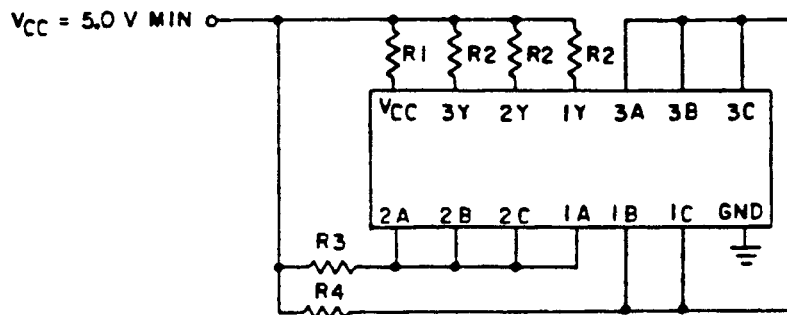 VCC = 5.0 V MIN
R1 R2 R2 R2
VCC 3Y 2Y 1Y 3A 3B 3C
2A 2B 2C 1A 1B 1C GND
R3
R4